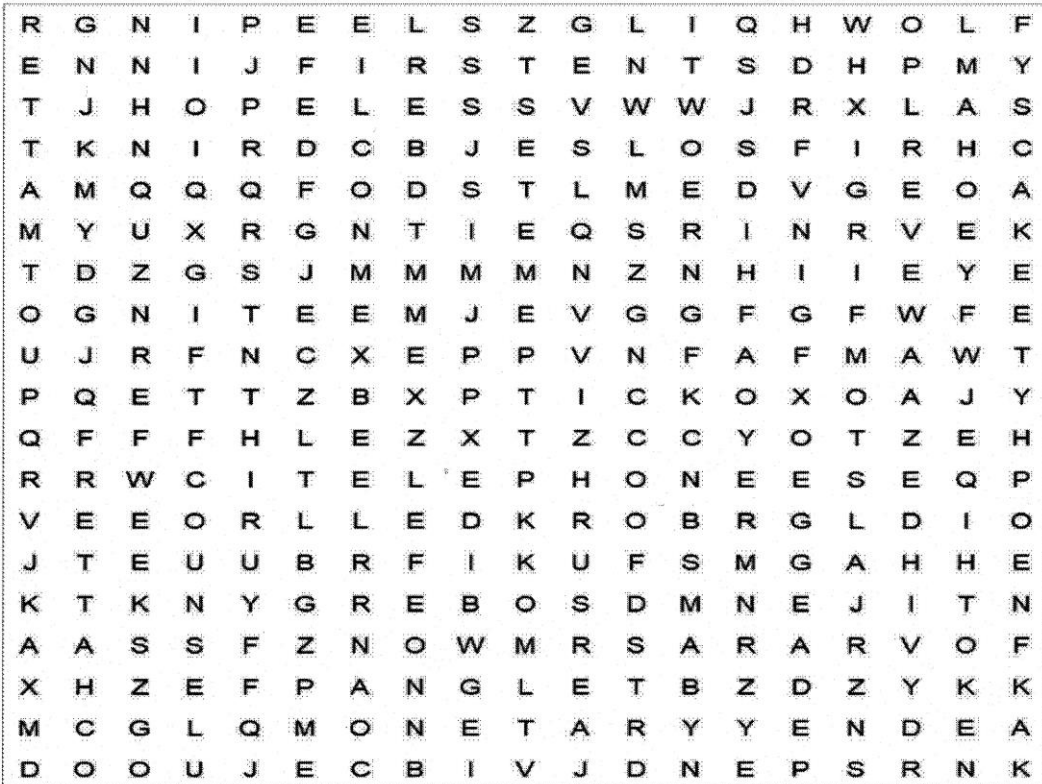 R G N I P E E L S Z G L I Q H W O L F
E N N I J F I R S T E N T S D H P M Y
T J H O P E L E S S V W W J R X L A S
T K N I R D C B J E S L O S F I R H C
A M Q Q Q F O D S T L M E D V G E O A
M Y U X R G N T I E Q S R I N R V E K
T D Z G S J M M M M N Z N H I I E Y E
O G N I T E E M J E V G G F G F W F E
U J R F N C X E P P V N F A F M A W T
P Q E T T Z B X P T I C K O X O A J Y
Q F F F H L E Z X T Z C C Y O T Z E H
R R W C I T E L E P H O N E E S E Q P
V E E O R L L E D K R O B R G L D I O
J T E U U B R F I K U F S M G A H H E
K T K N Y G R E B O S D M N E J I T N
A A S S F Z N O W M R S A R A R V O F
X H Z E F P A N G L E T B Z D Z Y K K
M C G L Q M O N E T A R Y Y E N D E A
D O O U J E C B I V J D N E P S R N K